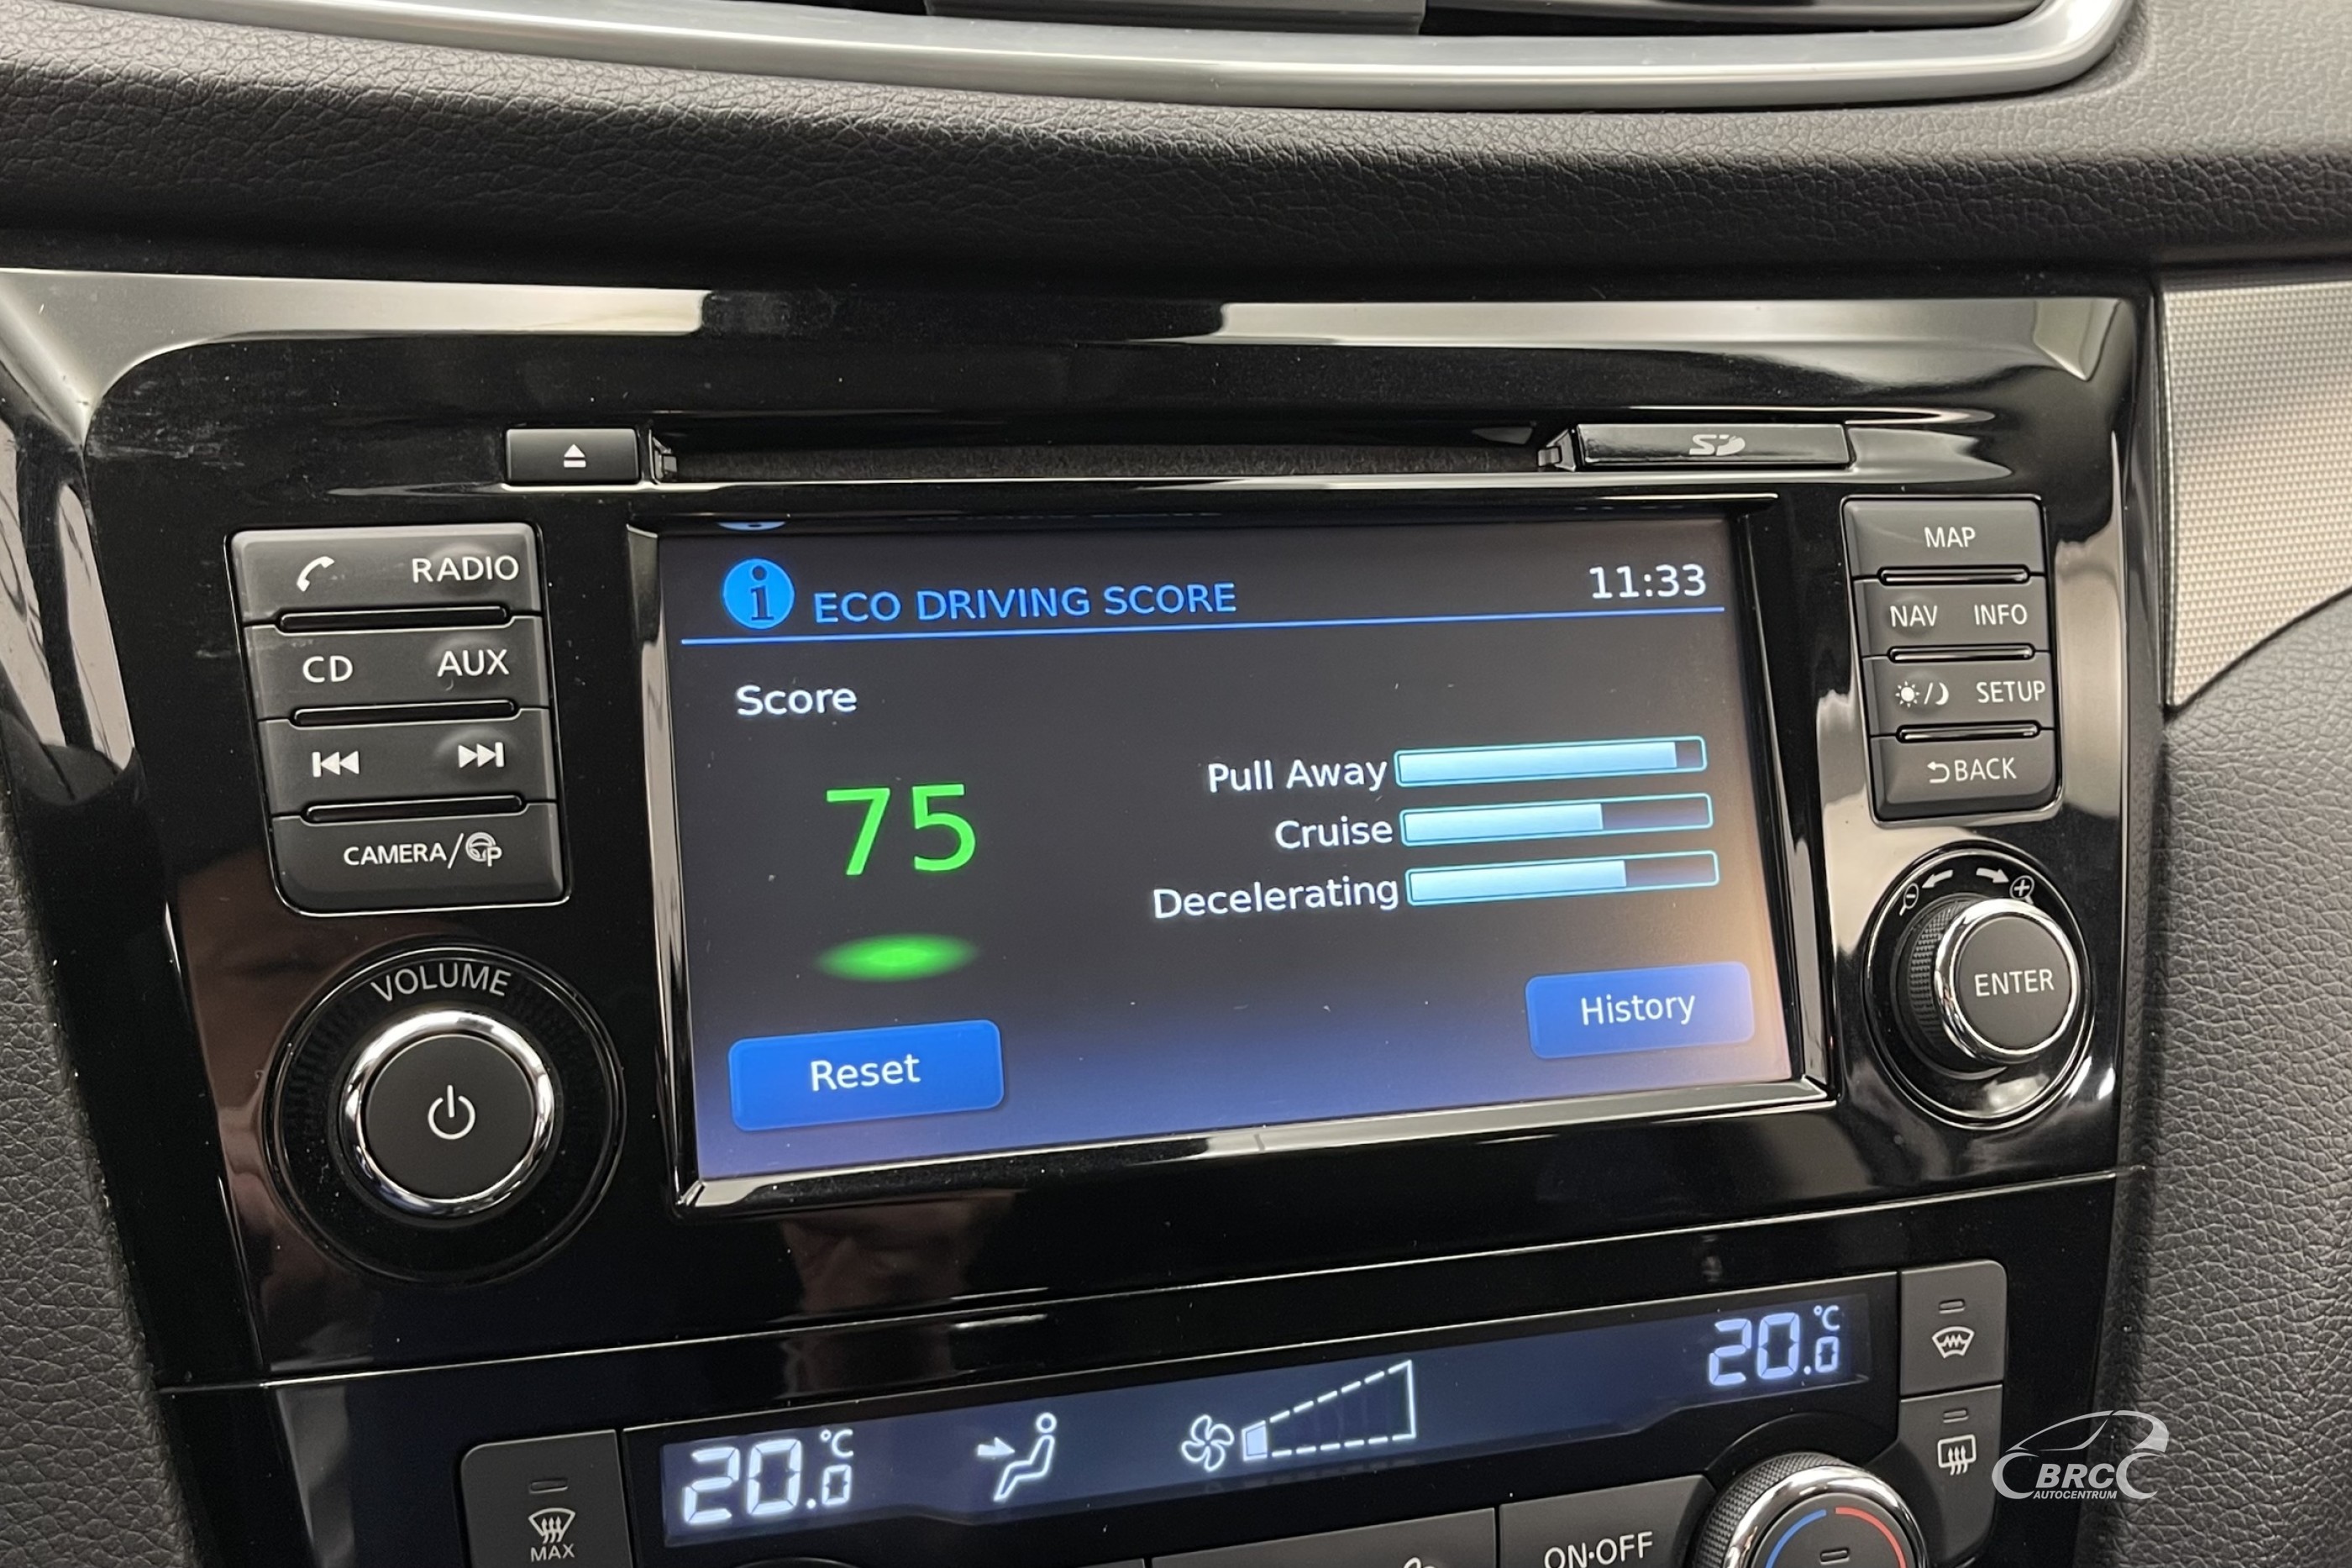 SD
RADIO
CD AUX
CAMERA/ P
VOLUME
i ECO DRIVING SCORE 11:33
Score
75
Pull Away
Cruise
Decelerating
Reset
History
MAP
NAV INFO
SETUP
BACK
ENTER
20.0 °C
20.0 °C
MAX
ON·OFF
BRC
AUTOCENTRUM